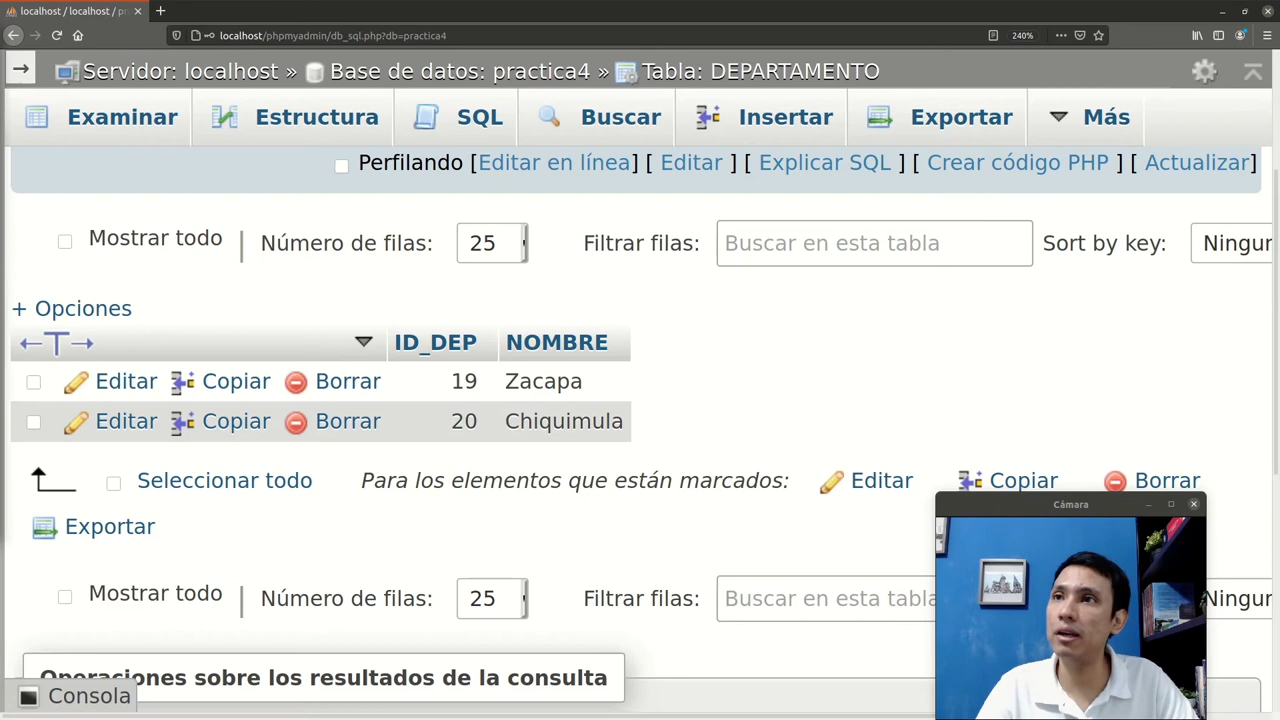 localhost / localhost / pr
localhost/phpmyadmin/db_sql.php?db=practica4
240%
Servidor: localhost » Base de datos: practica4 » Tabla: DEPARTAMENTO
Examinar Estructura SQL Buscar Insertar Exportar Más
Perfilando [Editar en línea] [ Editar ] [ Explicar SQL ] [ Crear código PHP ] [ Actualizar]
Mostrar todo | Número de filas: 25 Filtrar filas: Buscar en esta tabla Sort by key: Ningun
+ Opciones
←T→ ID_DEP NOMBRE
Editar Copiar Borrar 19 Zacapa
Editar Copiar Borrar 20 Chiquimula
Seleccionar todo Para los elementos que están marcados: Editar Copiar Borrar
Cámara
Exportar
Mostrar todo | Número de filas: 25 Filtrar filas: Buscar en esta tabla Ningun
Operaciones sobre los resultados de la consulta
Consola